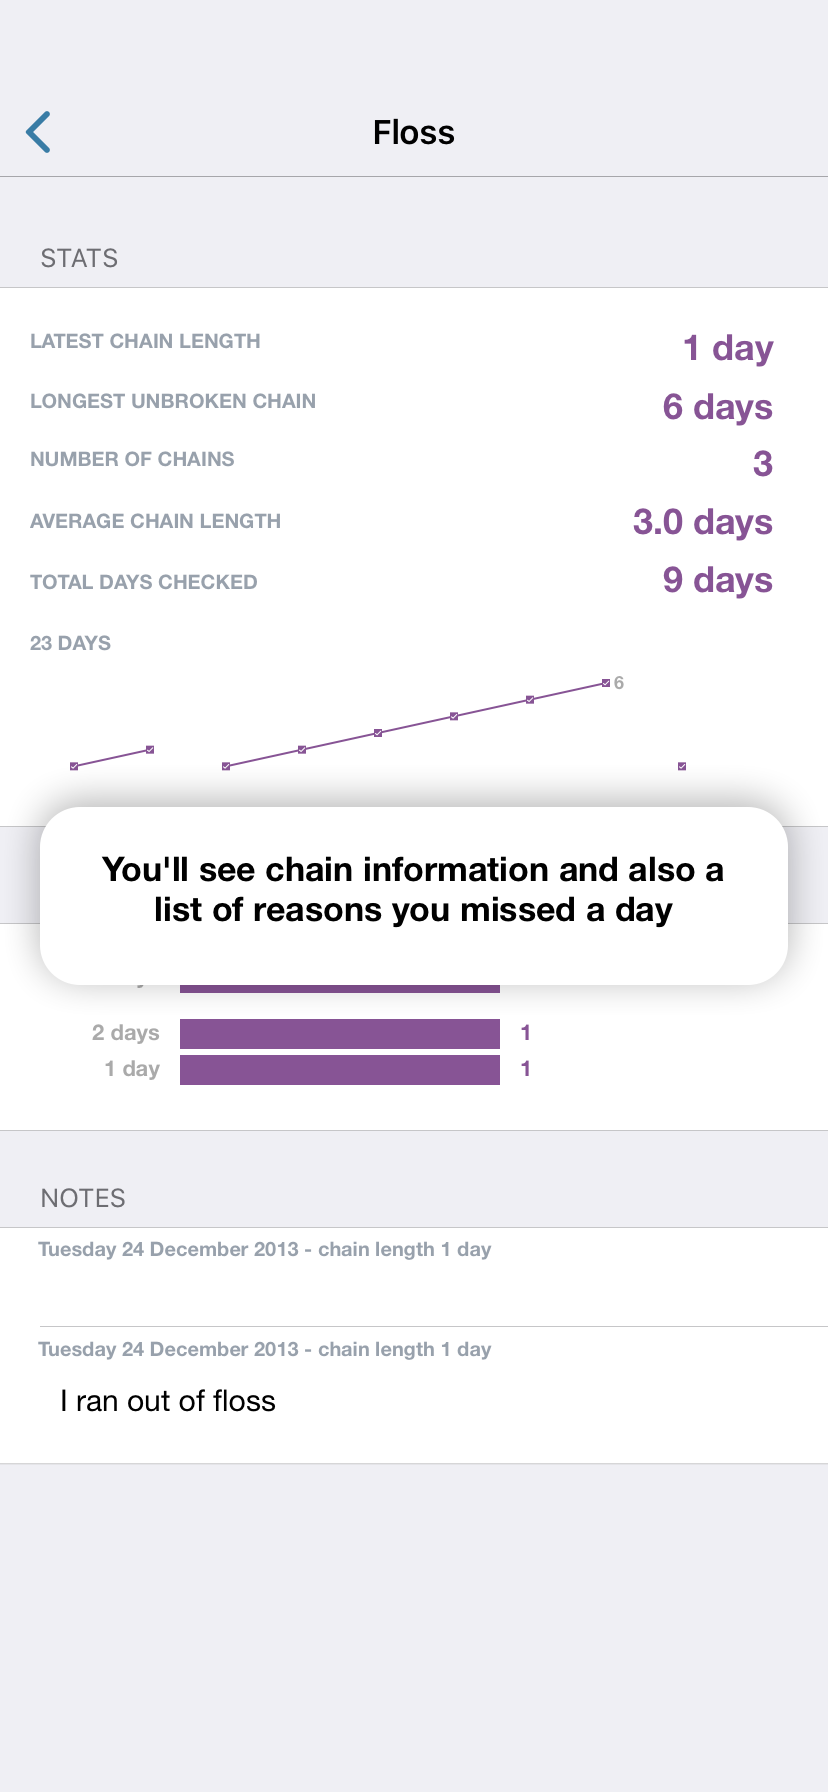 Floss
STATS
LATEST CHAIN LENGTH
1 day
LONGEST UNBROKEN CHAIN
6 days
NUMBER OF CHAINS
3
AVERAGE CHAIN LENGTH
3.0 days
TOTAL DAYS CHECKED
9 days
23 DAYS
6
You'll see chain information and also a
list of reasons you missed a day
2 days 1
1 day 1
NOTES
Tuesday 24 December 2013 - chain length 1 day
Tuesday 24 December 2013 - chain length 1 day
I ran out of floss